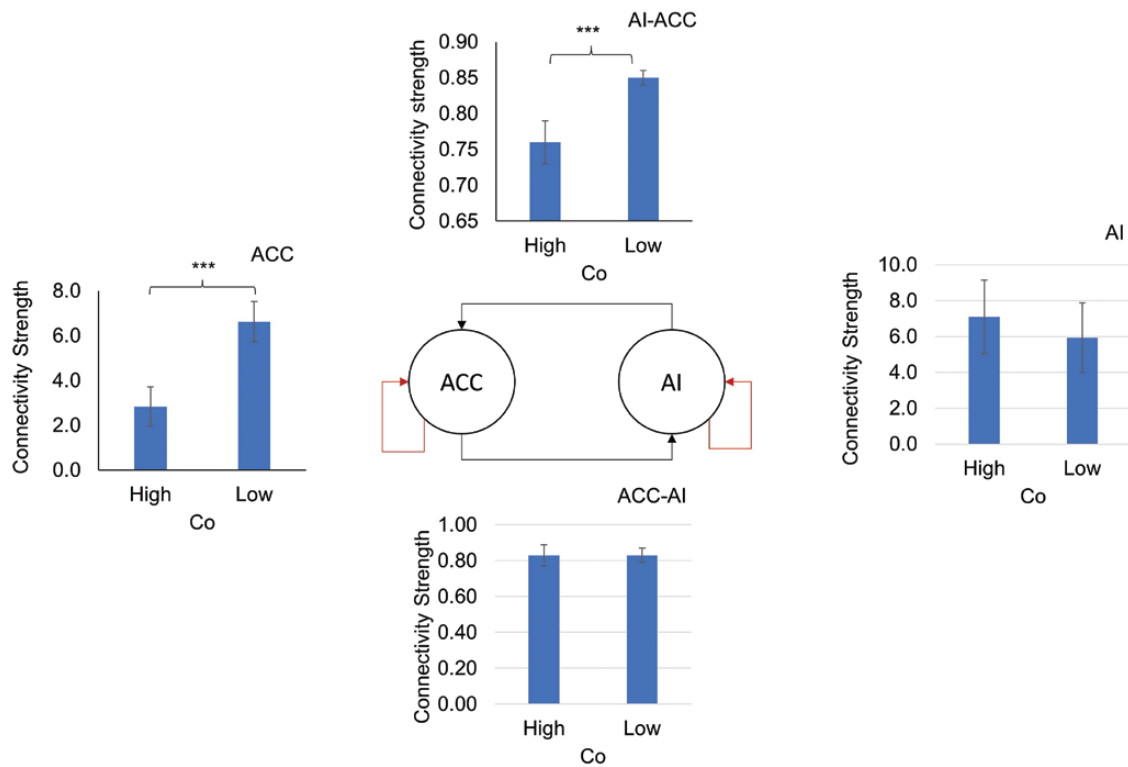 AI-ACC
***
Connectivity strength
0.90
0.85
0.80
0.75
0.70
0.65
High Low
Co
ACC
***
Connectivity Strength
8.0
6.0
4.0
2.0
0.0
High Low
Co
ACC
AI
AI
Connectivity Strength
10.0
8.0
6.0
4.0
2.0
0.0
High Low
Co
ACC-AI
Connectivity Strength
1.00
0.80
0.60
0.40
0.20
0.00
High Low
Co